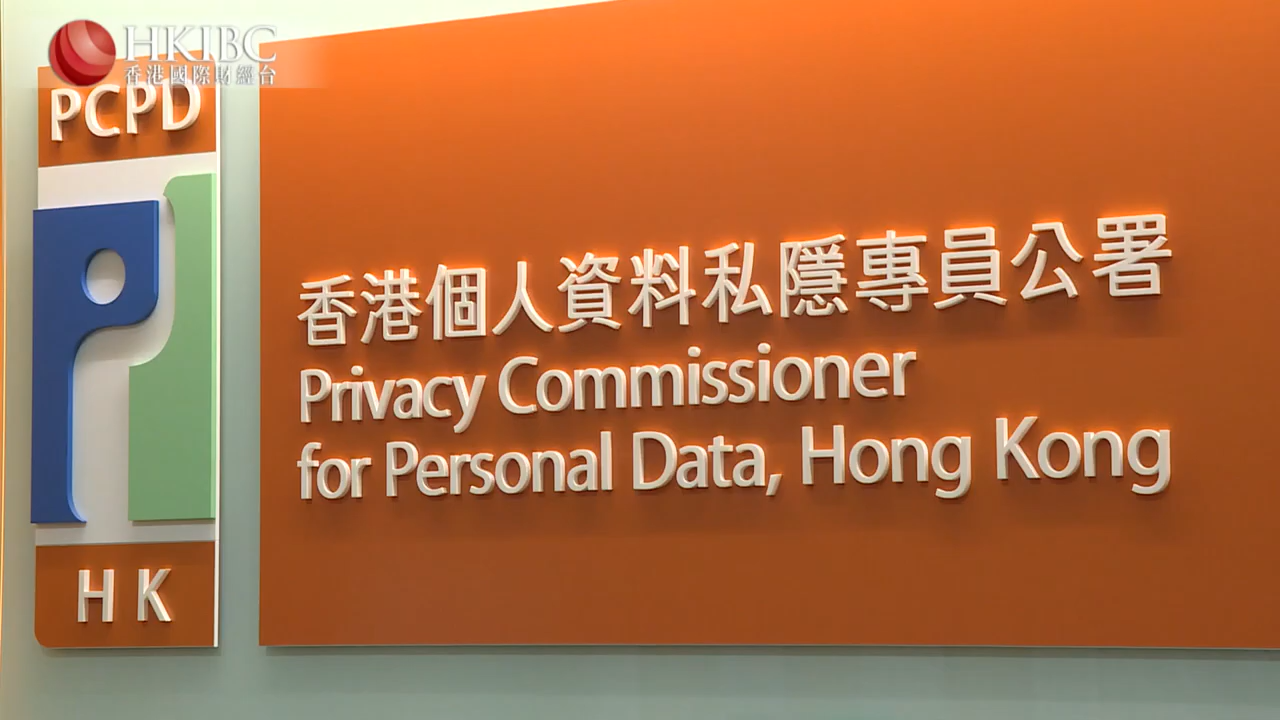 HKIBC
香港國際財經台
PCPD
HK
香港個人資料私隱專員公署
Privacy Commissioner
for Personal Data, Hong Kong